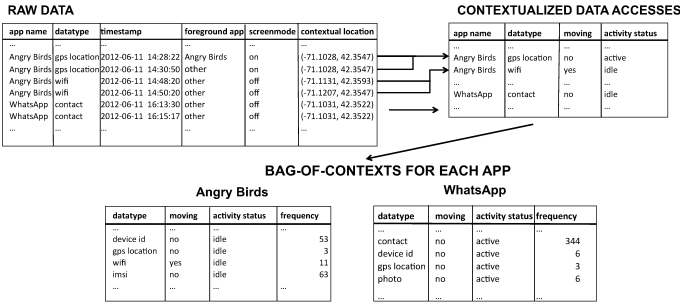 RAW DATA
app name datatype timestamp foreground app screenmode contextual location
... ... ... ... ... ...
Angry Birds gps location 2012-06-11 14:28:22 Angry Birds on (-71.1028, 42.3547)
Angry Birds gps location 2012-06-11 14:30:50 other on (-71.1028, 42.3547)
Angry Birds wifi 2012-06-11 14:48:20 other off (-71.1131, 42.3593)
Angry Birds wifi 2012-06-11 14:50:20 other off (-71.1207, 42.3547)
WhatsApp contact 2012-06-11 16:13:30 other off (-71.1031, 42.3522)
WhatsApp contact 2012-06-11 16:15:17 other off (-71.1031, 42.3522)
... ... ... ... ... ...
CONTEXTUALIZED DATA ACCESSES
app name datatype moving activity status
... ... ... ...
Angry Birds gps location no active
Angry Birds wifi yes idle
... ... ... ...
WhatsApp contact no idle
... ... ... ...
BAG-OF-CONTEXTS FOR EACH APP
Angry Birds
datatype moving activity status frequency
... ... ... ...
device id no idle 53
gps location no idle 3
wifi yes idle 11
imsi no idle 63
... ... ... ...
WhatsApp
datatype moving activity status frequency
... ... ... ...
contact no active 344
device id no active 6
gps location no active 3
photo no active 6
... ... ... ...